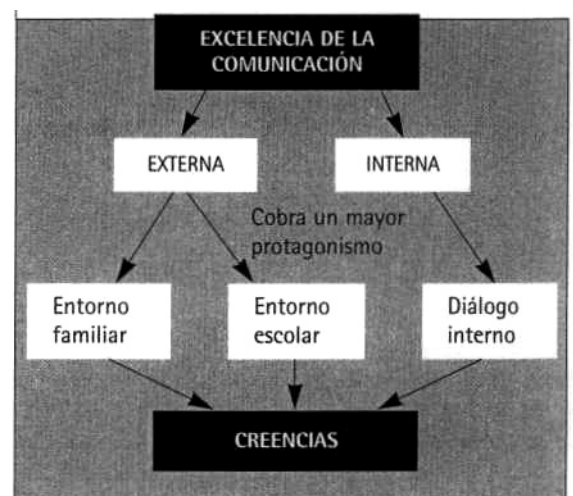 EXCELENCIA DE LA
COMUNICACIÓN
EXTERNA
INTERNA
Cobra un mayor
protagonismo
Entorno
familiar
Entorno
escolar
Diálogo
interno
CREENCIAS